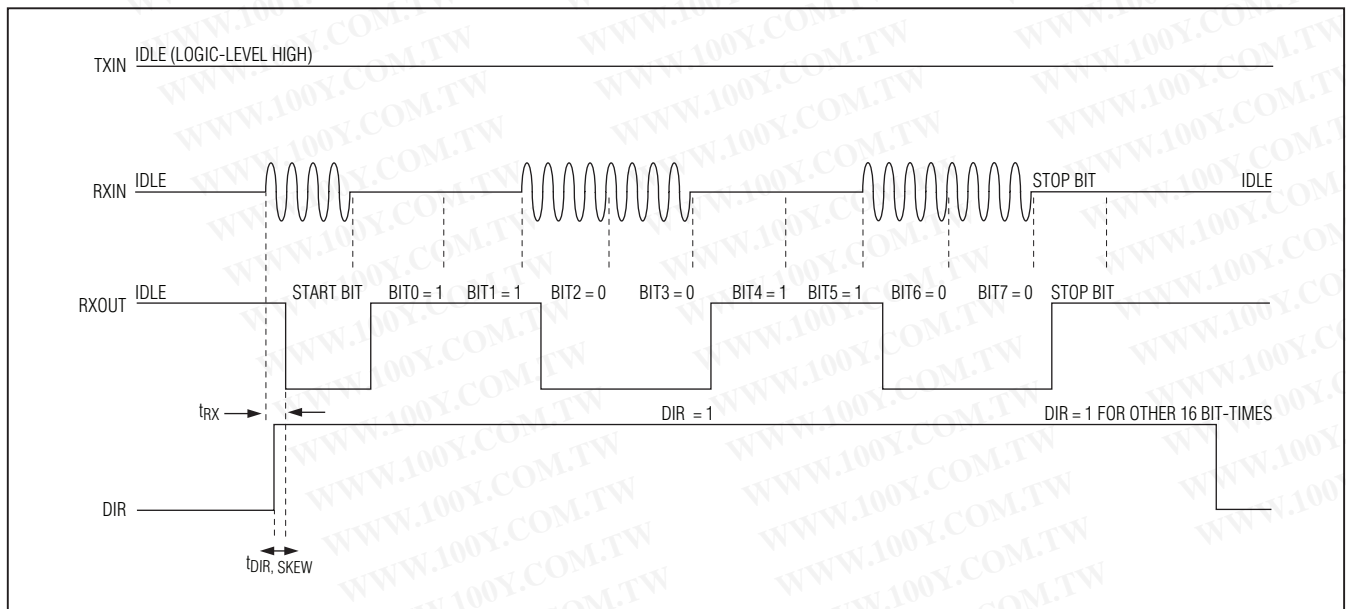 IDLE (LOGIC-LEVEL HIGH)
TXIN
RXIN IDLE STOP BIT IDLE
RXOUT IDLE START BIT BIT0 = 1 BIT1 = 1 BIT2 = 0 BIT3 = 0 BIT4 = 1 BIT5 = 1 BIT6 = 0 BIT7 = 0 STOP BIT
tRX DIR = 1 DIR = 1 FOR OTHER 16 BIT-TIMES
DIR
tDIR, SKEW
WWW.100Y.COM.TW